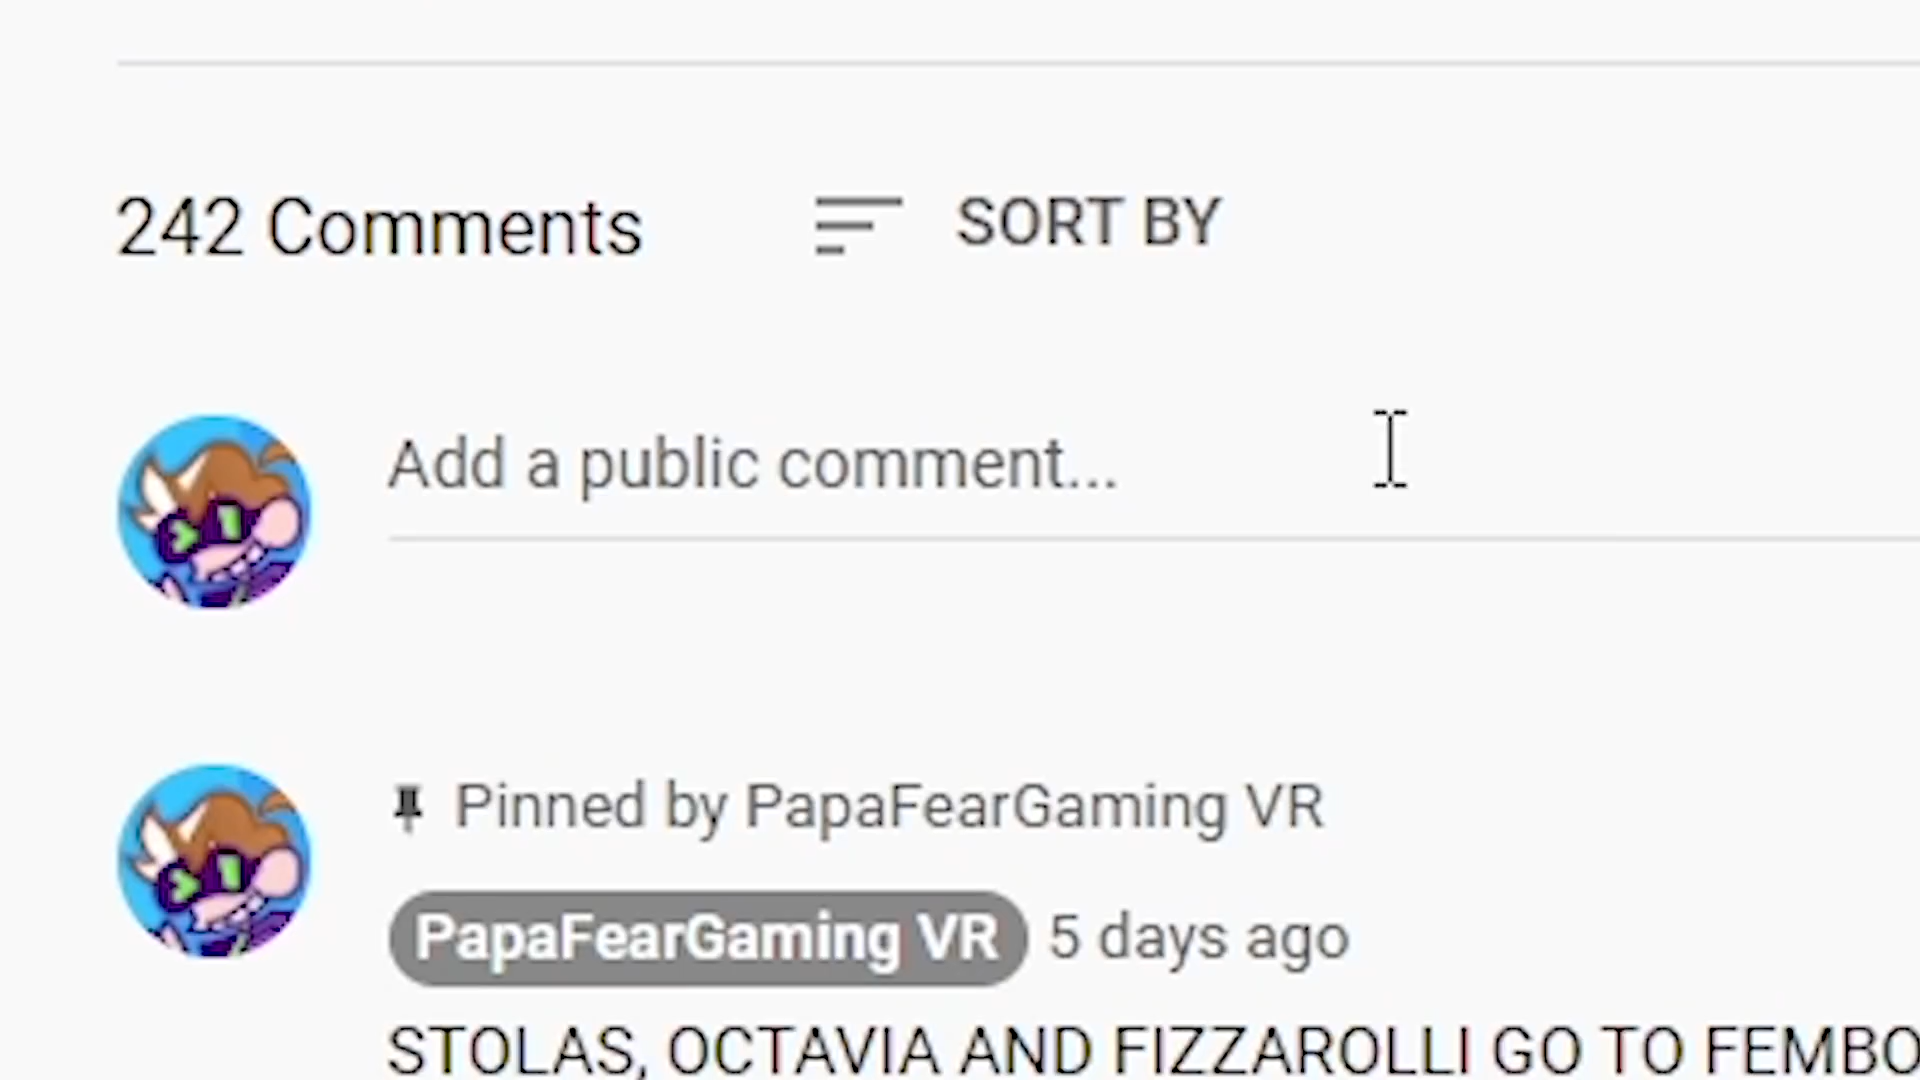 242 Comments
SORT BY
Add a public comment...
Pinned by PapaFearGaming VR
PapaFearGaming VR 5 days ago
STOLAS, OCTAVIA AND FIZZAROLLI GO TO FEMBO